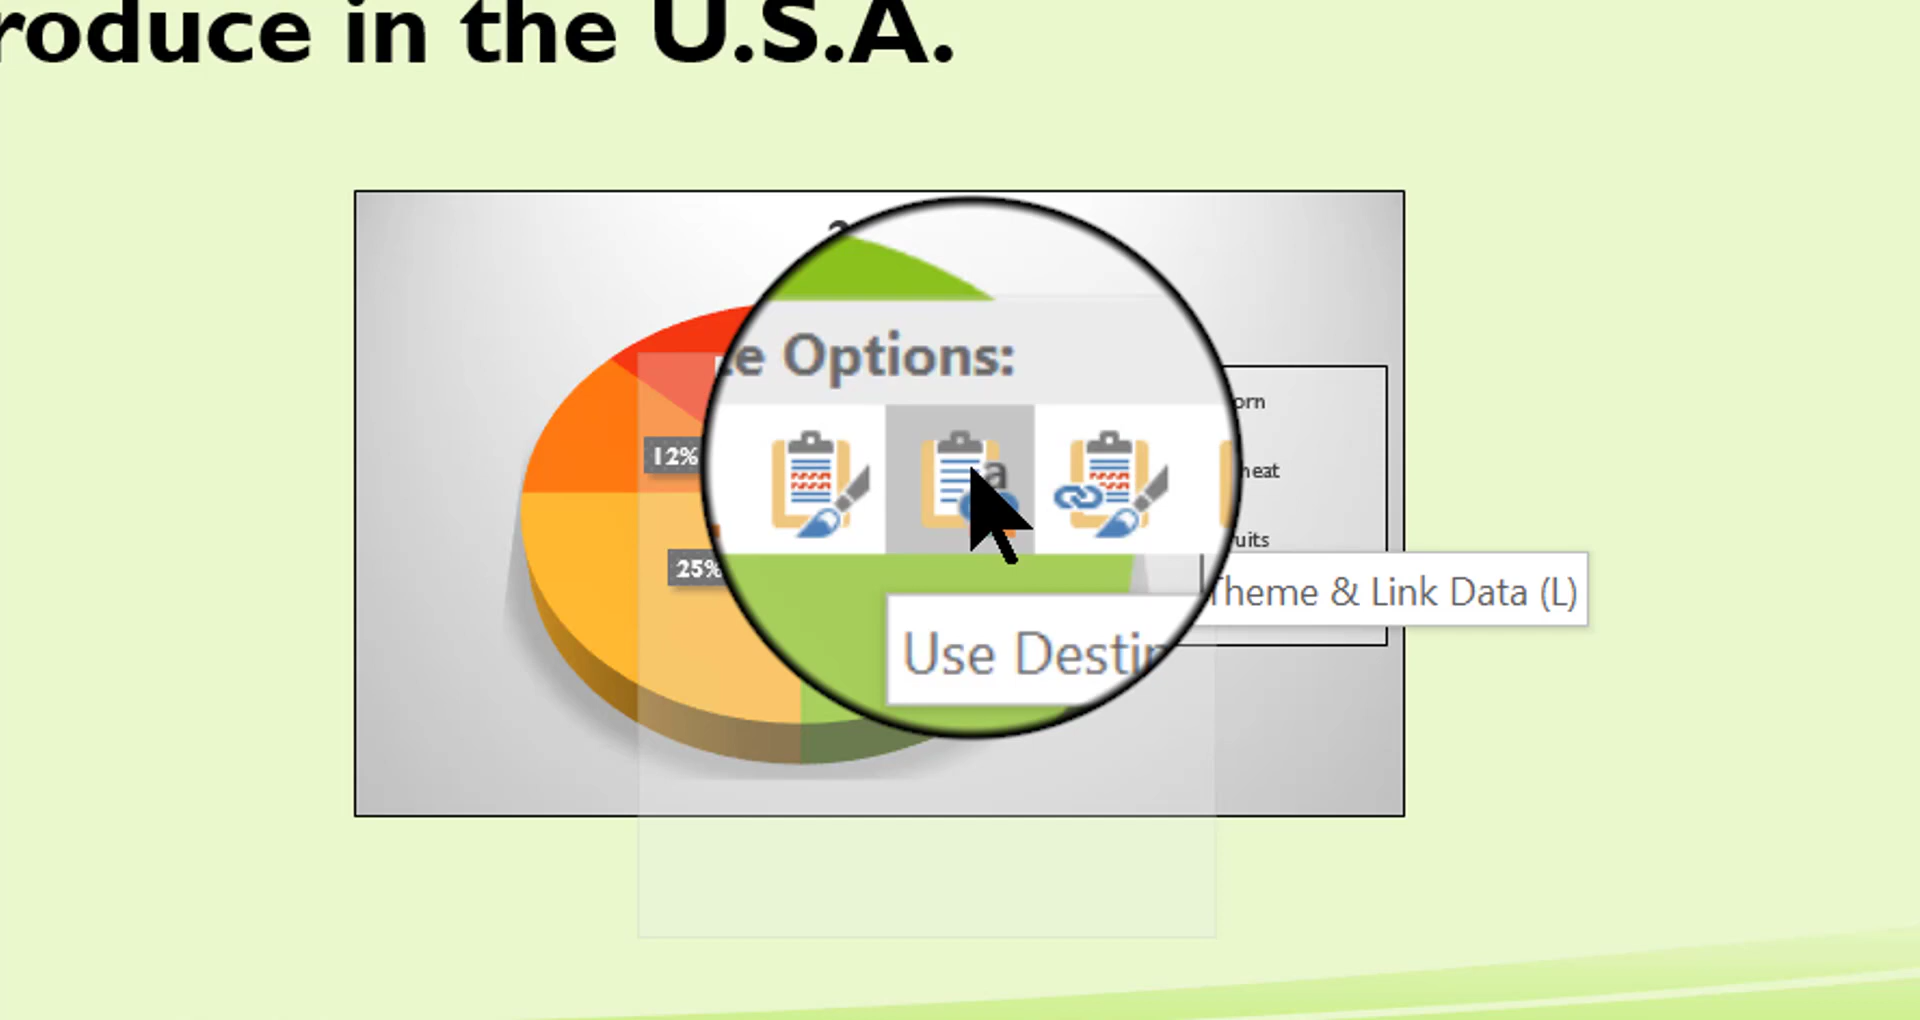 roduce in the U.S.A.
e Options:
a
12%
orn
heat
25%
uits
Theme & Link Data (L)
Use Destin